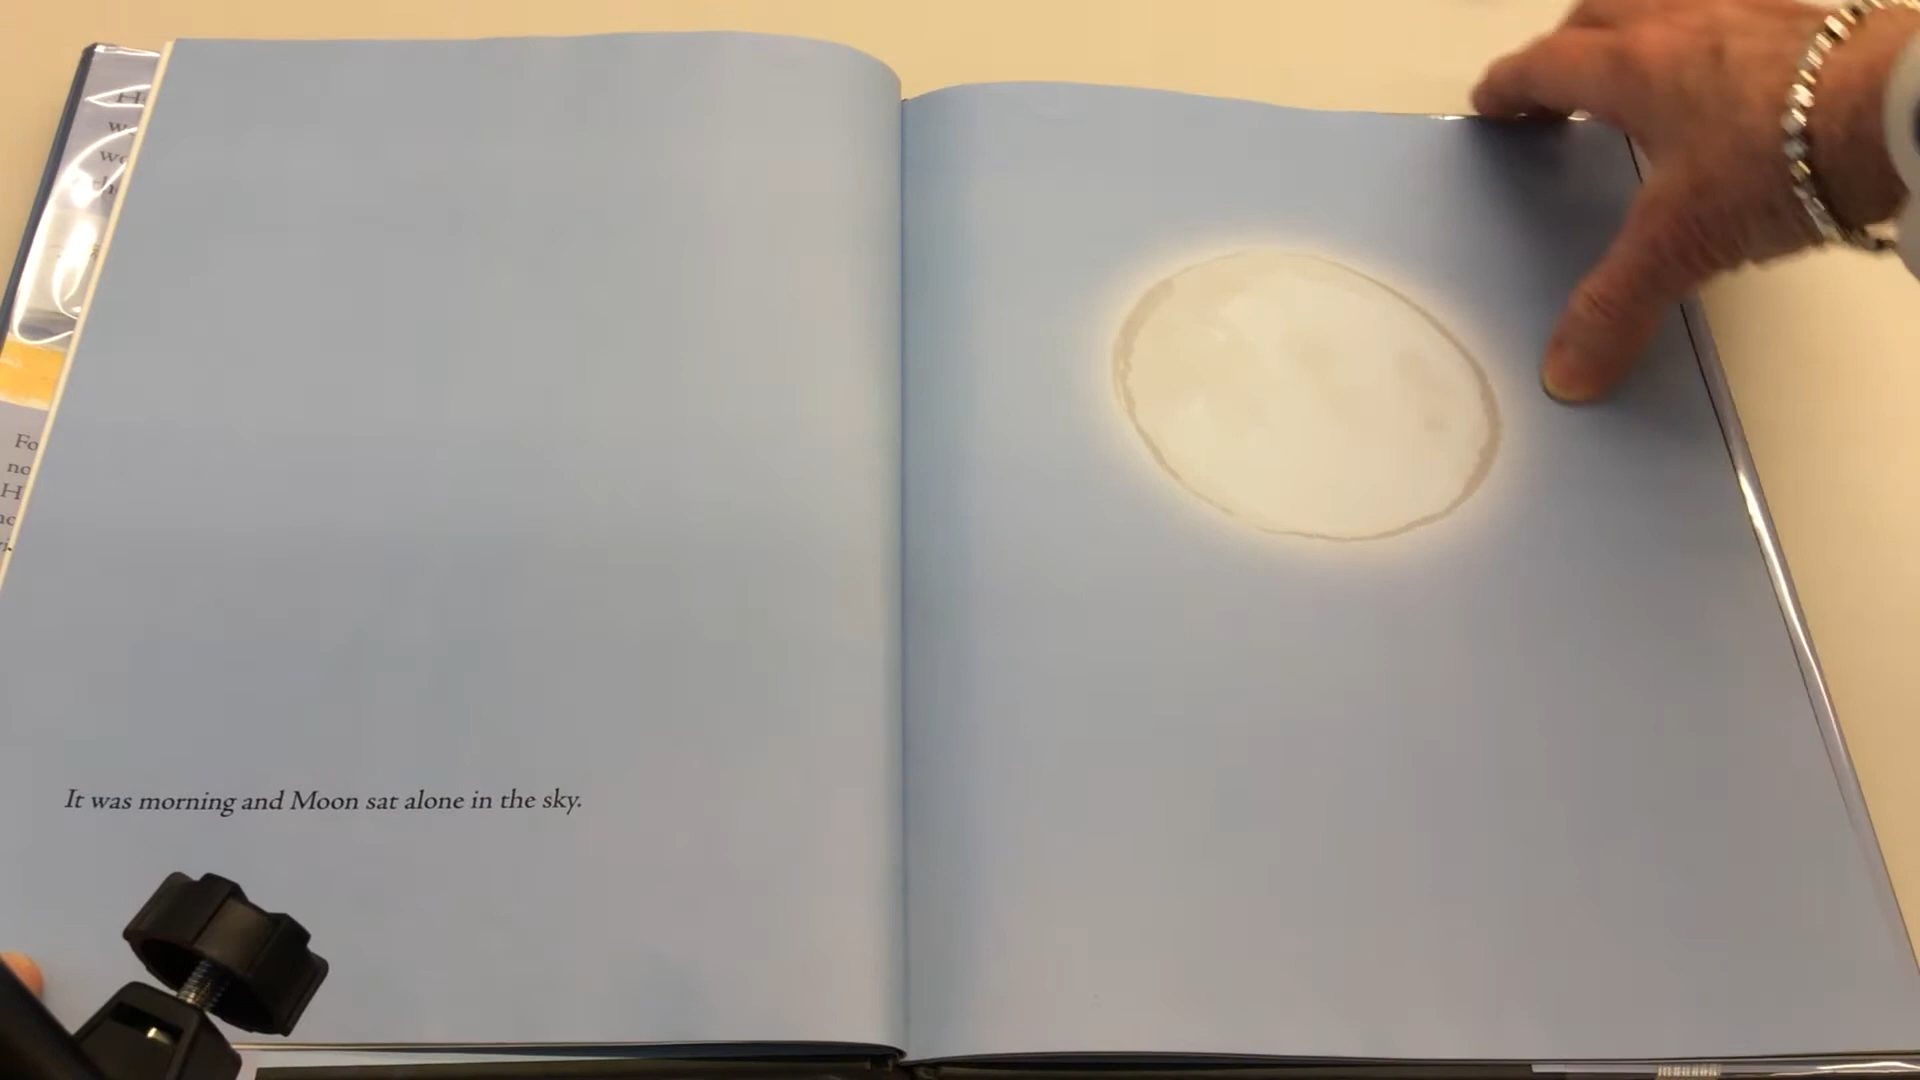 It was morning and Moon sat alone in the sky.